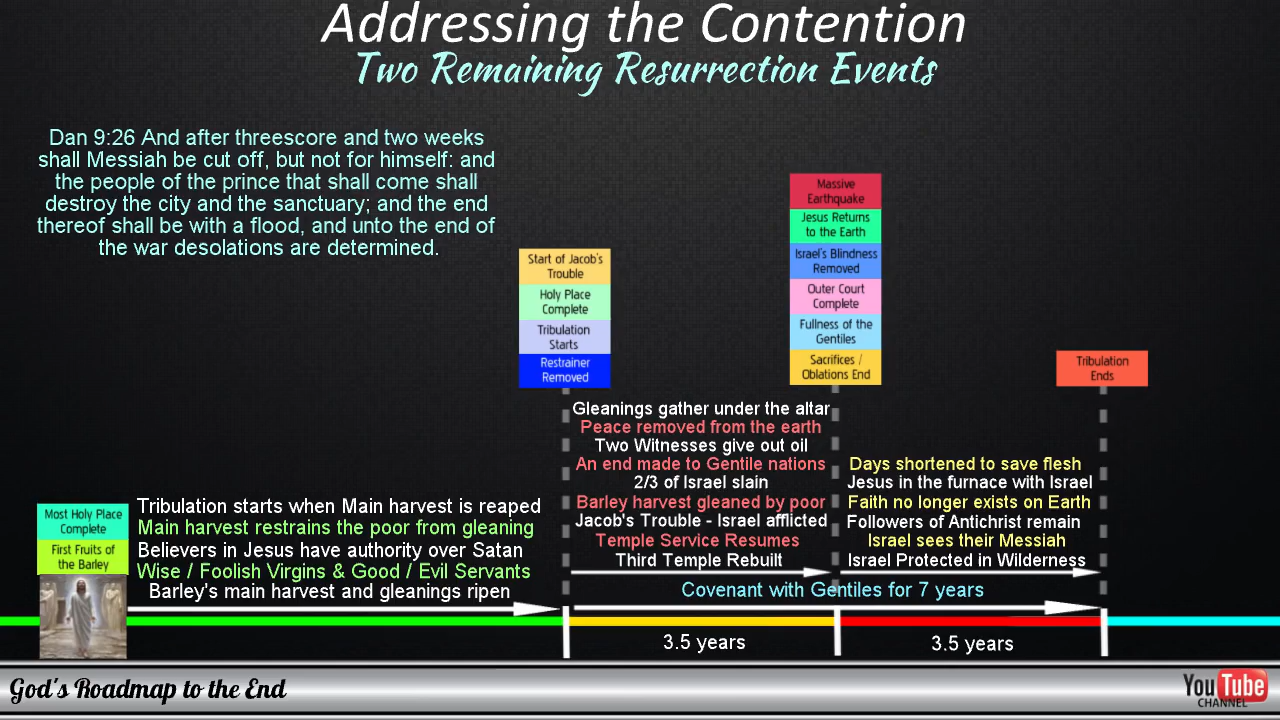 Addressing the Contention
Two Remaining Resurrection Events
Dan 9:26 And after threescore and two weeks
shall Messiah be cut off, but not for himself: and
the people of the prince that shall come shall
destroy the city and the sanctuary; and the end
thereof shall be with a flood, and unto the end of
the war desolations are determined.
Most Holy Place
Complete
First Fruits of
the Barley
Tribulation starts when Main harvest is reaped
Main harvest restrains the poor from gleaning
Believers in Jesus have authority over Satan
Wise / Foolish Virgins & Good / Evil Servants
Barley's main harvest and gleanings ripen
Start of Jacob's
Trouble
Holy Place
Complete
Tribulation
Starts
Restrainer
Removed
Gleanings gather under the altar
Peace removed from the earth
Two Witnesses give out oil
An end made to Gentile nations
2/3 of Israel slain
Barley harvest gleaned by poor
Jacob's Trouble - Israel afflicted
Temple Service Resumes
Third Temple Rebuilt
Massive
Earthquake
Jesus Returns
to the Earth
Israel's Blindness
Removed
Outer Court
Complete
Fullness of the
Gentiles
Sacrifices /
Oblations End
Days shortened to save flesh
Jesus in the furnace with Israel
Faith no longer exists on Earth
Followers of Antichrist remain
Israel sees their Messiah
Israel Protected in Wilderness
Tribulation
Ends
Covenant with Gentiles for 7 years
3.5 years
3.5 years
God's Roadmap to the End
YouTube
CHANNEL